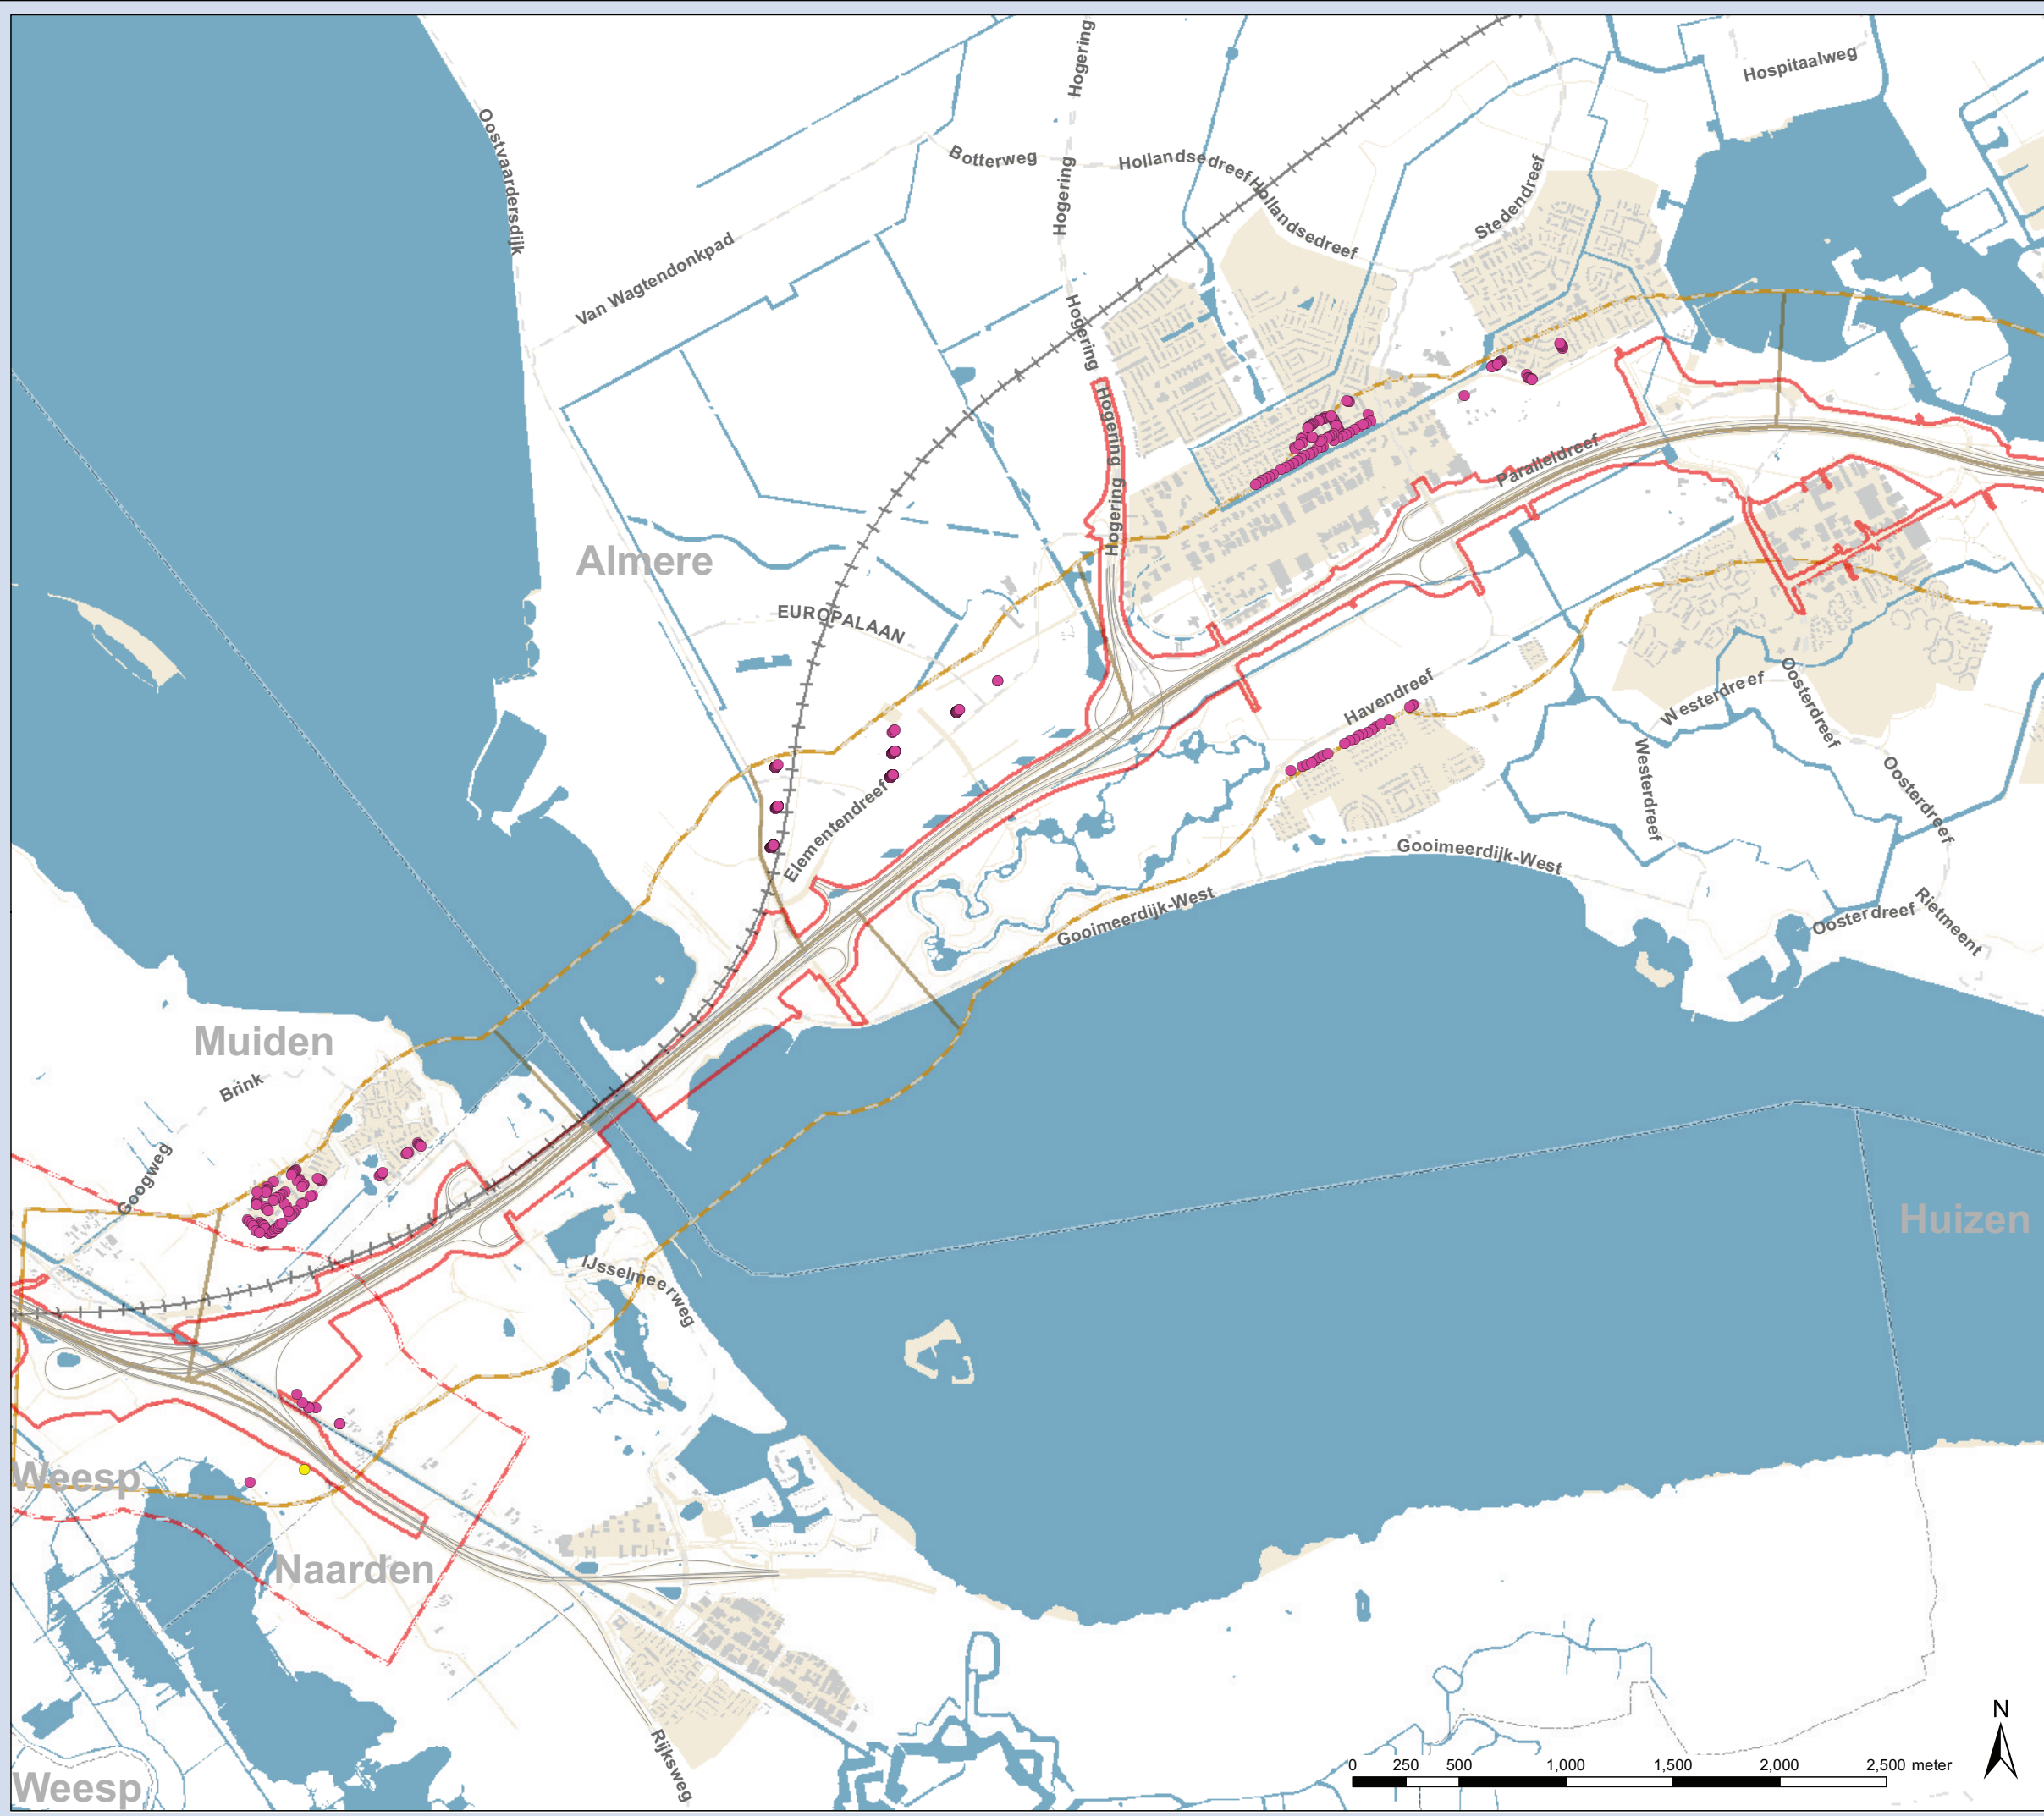 Hogering
Hospitaalweg
Oostvaardersdijk
Botterweg
Hollandsedreef
Hogering
Hollandsedreef
Stedendreef
Van Wagtendonkpad
Hogering
Hogering
Paralleldreef
Hogering
Almere
EUROPALAAN
Havendreef
Westerdreef
Oosterdreef
Westerdreef
Oosterdreef
Elementendreef
Gooimeerdijk-West
Gooimeerdijk-West
Oosterdreef
Rietmeent
Muiden
Brink
Googweg
Huizen
IJsselmeerweg
Weesp
Naarden
Rijksweg
N
0 250 500 1,000 1,500 2,000 2,500 meter
Weesp